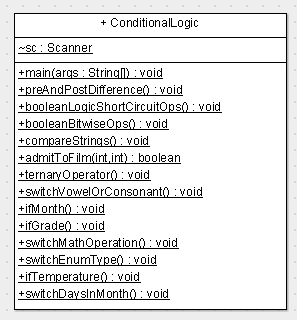 + ConditionalLogic
~sc : Scanner
+main(args : String[]) : void
+preAndPostDifference() : void
+booleanLogicShortCircuitOps() : void
+booleanBitwiseOps() : void
+compareStrings() : void
+admitToFilm(int,int) : boolean
+ternaryOperator() : void
+switchVowelOrConsonant() : void
+ifMonth() : void
+ifGrade() : void
+switchMathOperation() : void
+switchEnumType() : void
+ifTemperature() : void
+switchDaysInMonth() : void